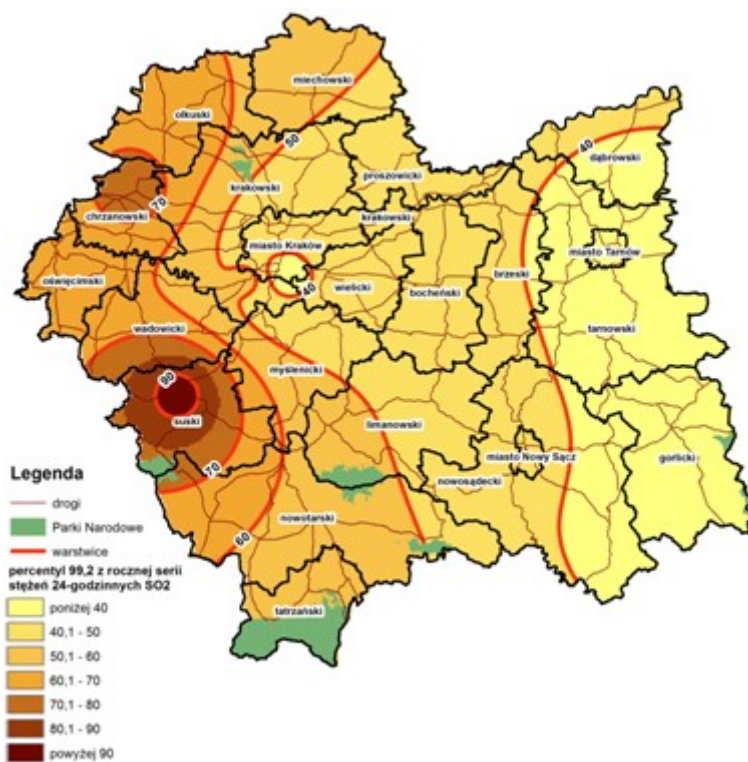 miechowski
olkuski
50
40
dąbrowski
proszowicki
krakowski
70
chrzanowski
krakowski
miasto Kraków
miasto Tarnów
oświęcimski
40
wielicki
bocheński
brzeski
wadowicki
tarnowski
myślenicki
90
suski
limanowski
miasto Nowy Sącz
gorlicki
70
nowosądecki
Legenda
drogi
Parki Narodowe
warstwice
nowotarski
60
percentyl 99,2 z rocznej serii
stężeń 24-godzinnych SO2
tatrzański
poniżej 40
40,1 - 50
50,1 - 60
60,1 - 70
70,1 - 80
80,1 - 90
powyżej 90